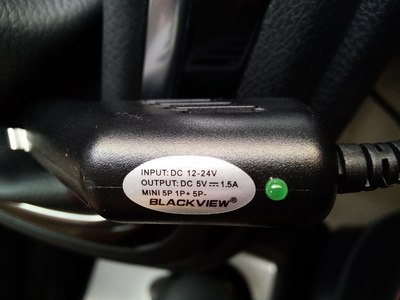 INPUT: DC 12-24V
OUTPUT: DC 5V⎓1.5A
MINI 5P 1P+ 5P-
BLACKVIEW®